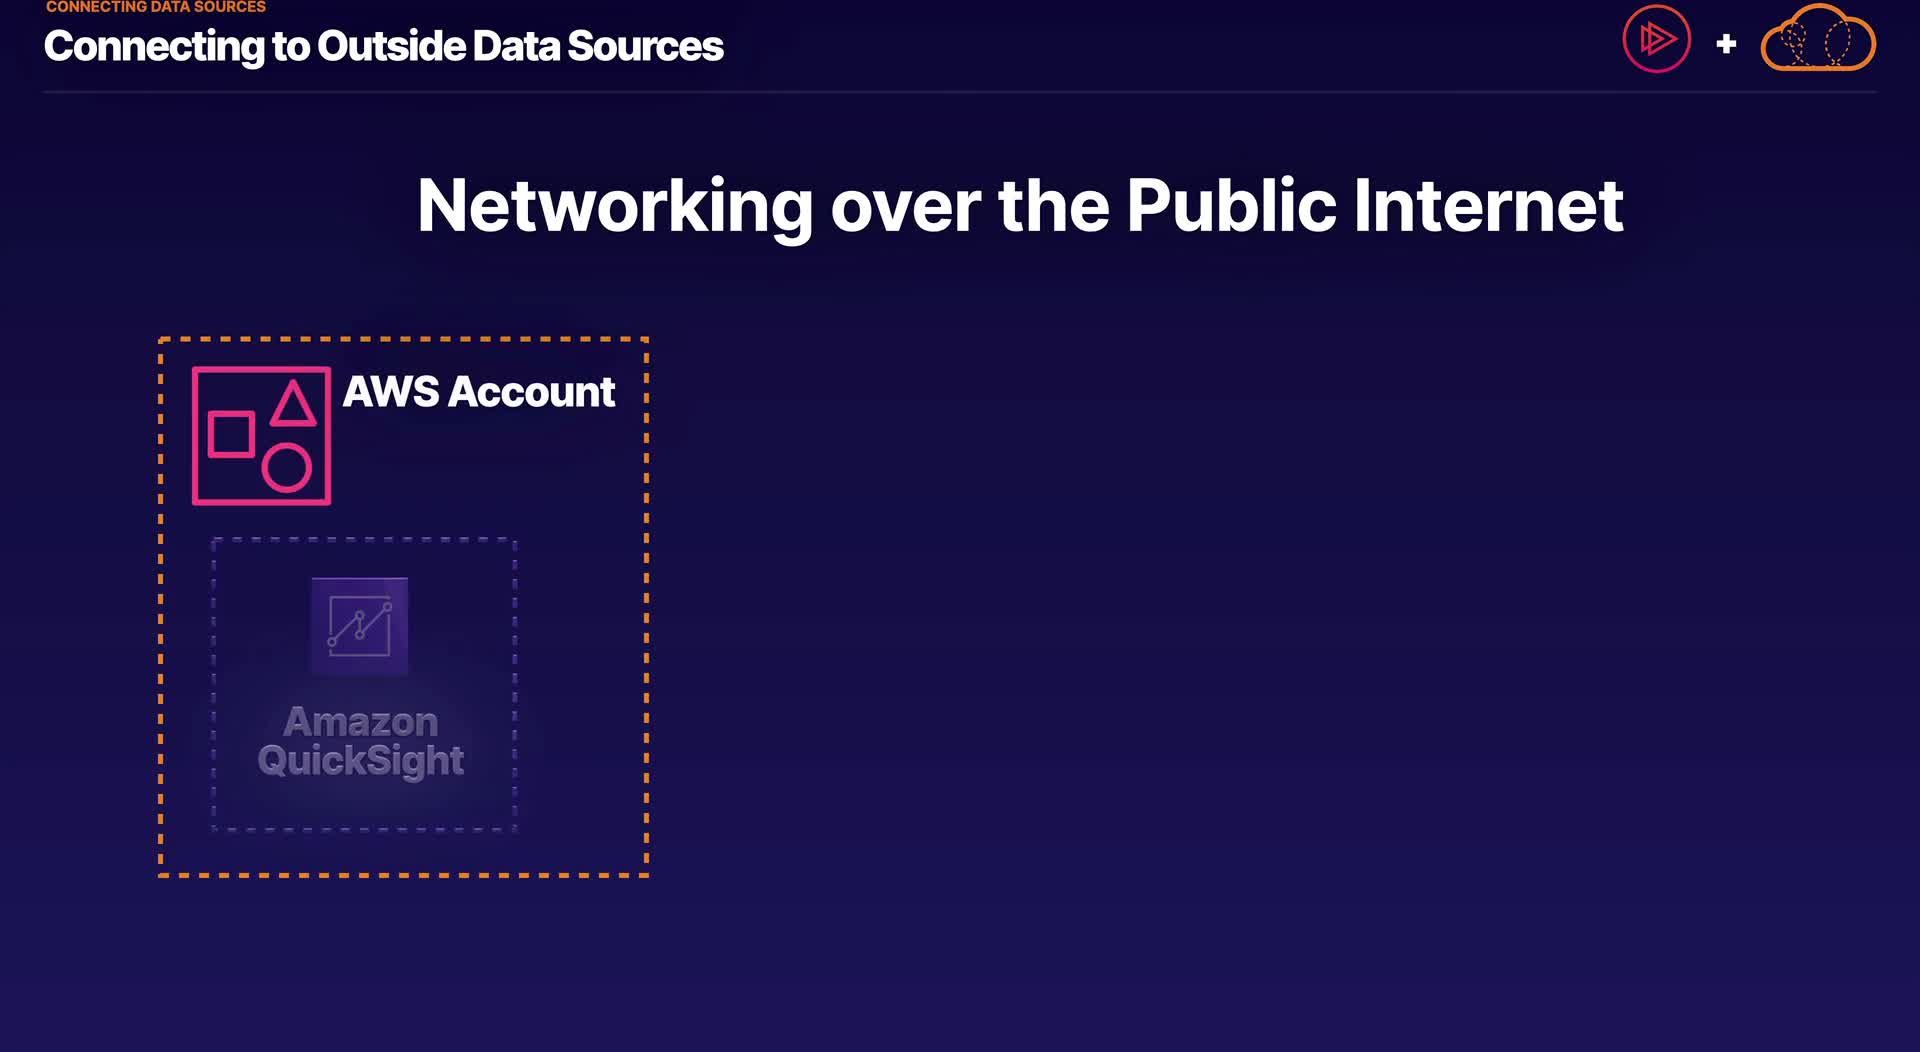 CONNECTING DATA SOURCES
Connecting to Outside Data Sources
Networking over the Public Internet
AWS Account
Amazon
QuickSight